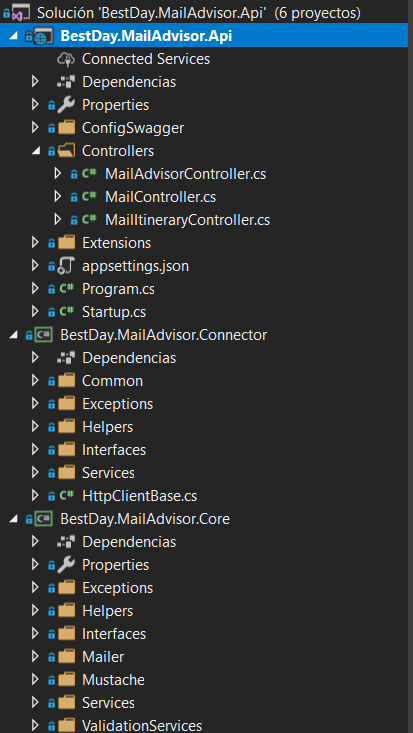 Solución 'BestDay.MailAdvisor.Api' (6 proyectos)
BestDay.MailAdvisor.Api
Connected Services
Dependencias
Properties
ConfigSwagger
Controllers
C# MailAdvisorController.cs
C# MailController.cs
C# MailItineraryController.cs
Extensions
appsettings.json
C# Program.cs
C# Startup.cs
C# BestDay.MailAdvisor.Connector
Dependencias
Common
Exceptions
Helpers
Interfaces
Services
C# HttpClientBase.cs
C# BestDay.MailAdvisor.Core
Dependencias
Properties
Exceptions
Helpers
Interfaces
Mailer
Mustache
Services
ValidationServices